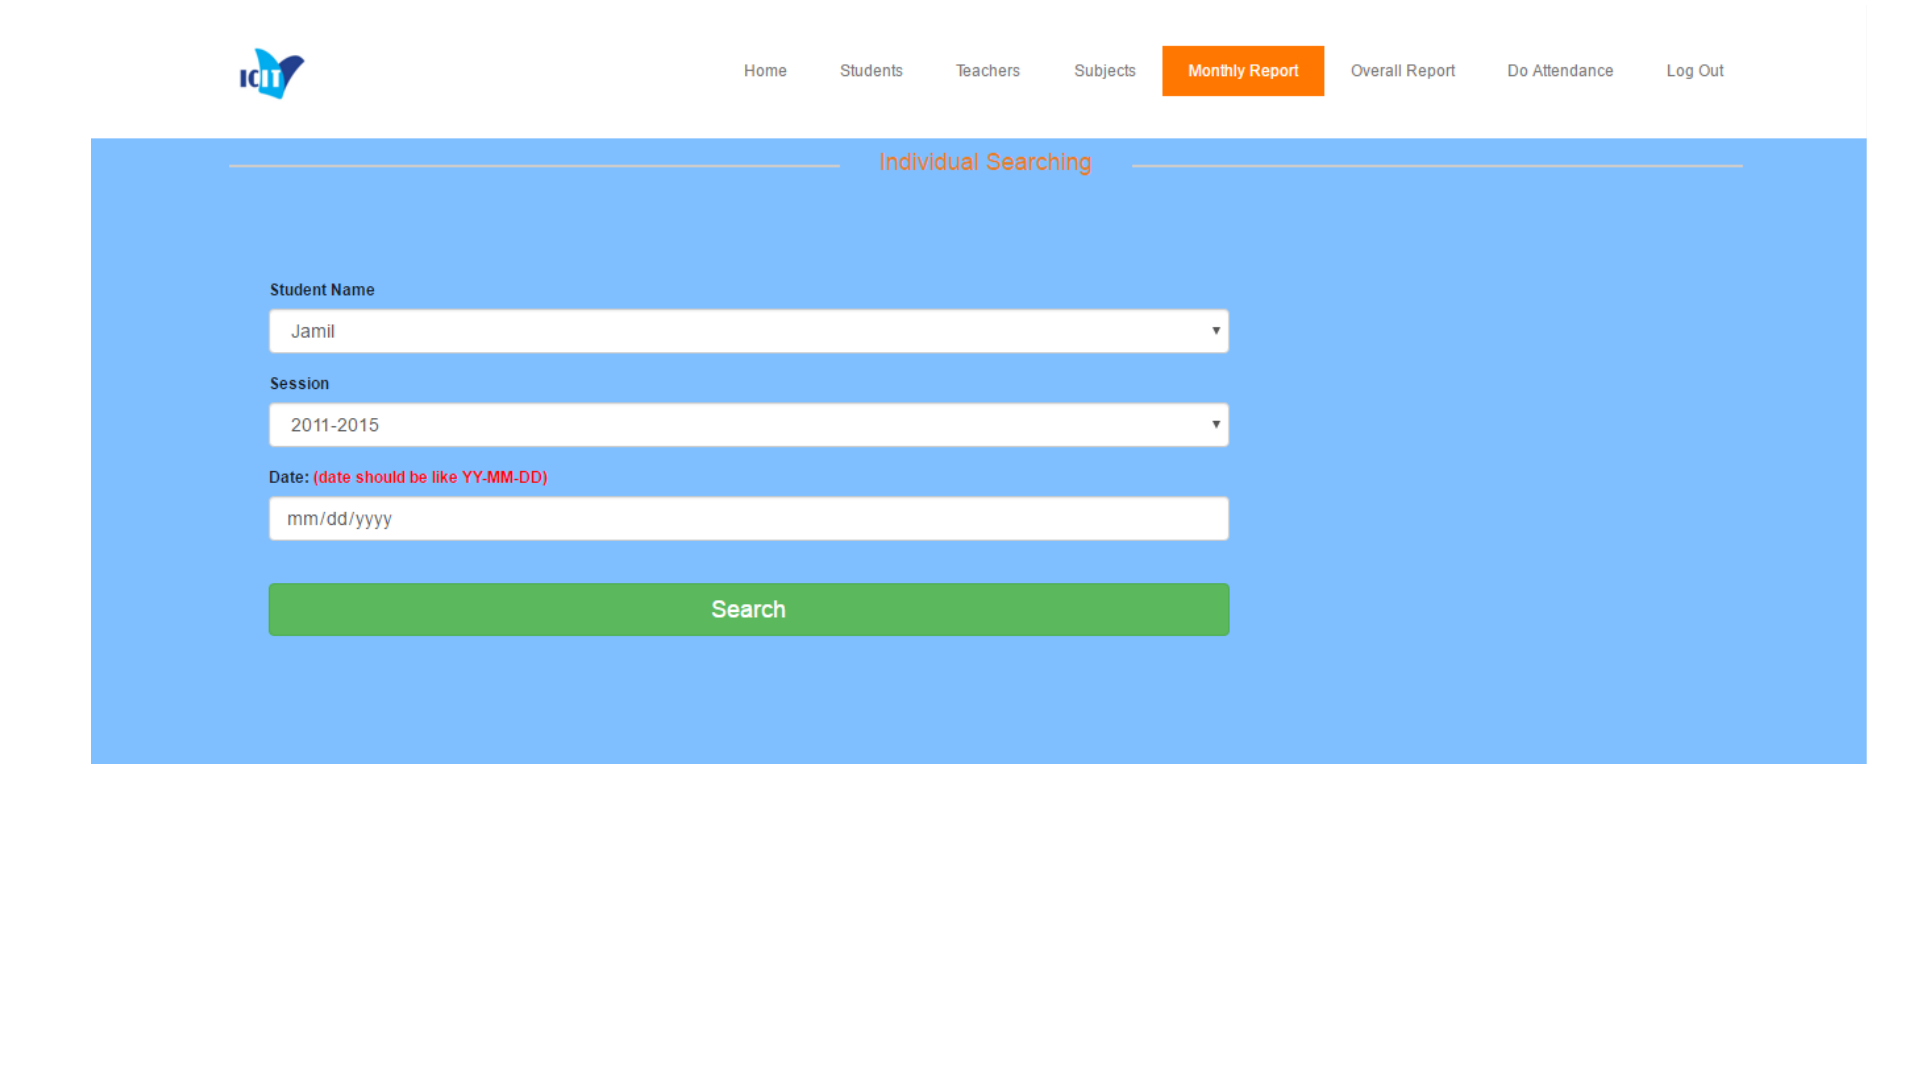 ICIT
Home Students Teachers Subjects Monthly Report Overall Report Do Attendance Log Out
Individual Searching
Student Name
Jamil
Session
2011-2015
Date: (date should be like YY-MM-DD)
mm/dd/yyyy
Search